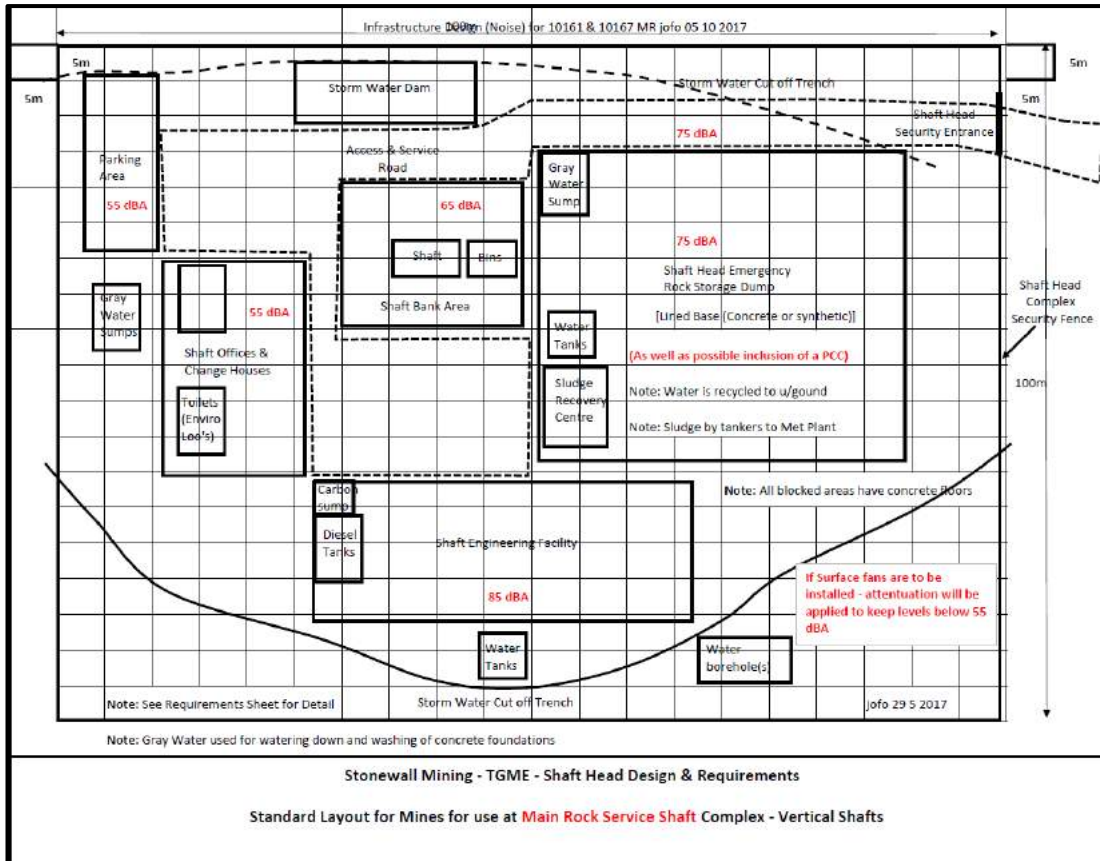 Infrastructure Design (Noise) for 10161 & 10167 MR jofo 05 10 2017
100m
5m
5m
5m
5m
Storm Water Dam
Storm Water Cut off Trench
Shaft Head
Security Entrance
75 dBA
Access & Service
Road
Parking
Area
55 dBA
Gray
Water
Sump
65 dBA
75 dBA
Shaft
Bins
Shaft Head Emergency
Rock Storage Dump
Shaft Bank Area
[Lined Base (Concrete or synthetic)]
Shaft Head
Complex
Security Fence
Gray
Water
Sumps
55 dBA
Water
Tanks
Shaft Offices &
Change Houses
(As well as possible inclusion of a PCC)
Toilets
(Enviro
Loo's)
Sludge
Recovery
Centre
Note: Water is recycled to u/gound
Note: Sludge by tankers to Met Plant
100m
Carbon
sump
Note: All blocked areas have concrete floors
Diesel
Tanks
Shaft Engineering Facility
85 dBA
If Surface fans are to be
installed - attentuation will be
applied to keep levels below 55
dBA
Water
Tanks
Water
borehole(s)
Note: See Requirements Sheet for Detail
Storm Water Cut off Trench
jofo 29 5 2017
Note: Gray Water used for watering down and washing of concrete foundations
Stonewall Mining - TGME - Shaft Head Design & Requirements
Standard Layout for Mines for use at Main Rock Service Shaft Complex - Vertical Shafts